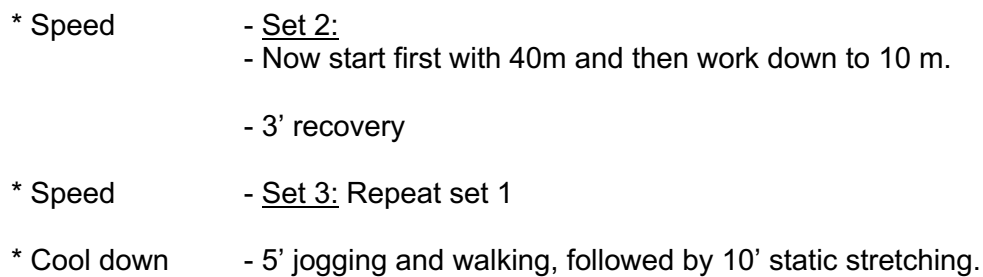 * Speed - Set 2:
- Now start first with 40m and then work down to 10 m.
- 3’ recovery
* Speed - Set 3: Repeat set 1
* Cool down - 5’ jogging and walking, followed by 10’ static stretching.